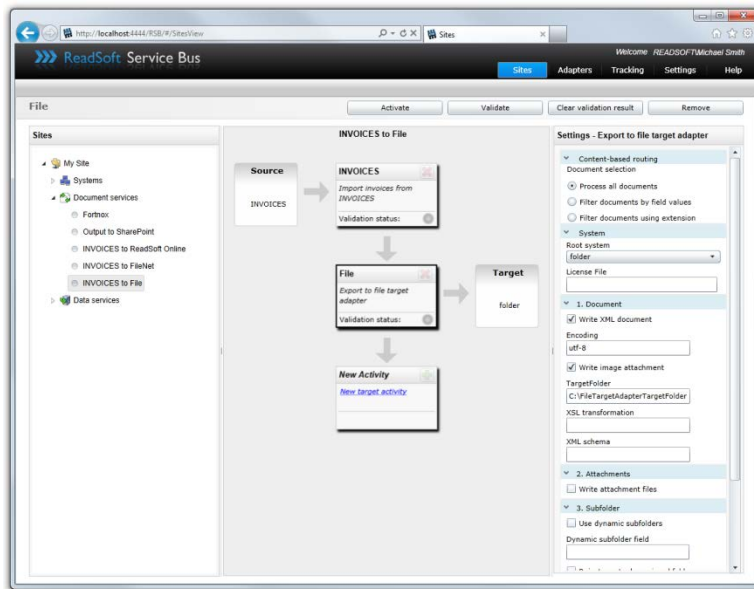 http://localhost:4444/RSB/#/SitesView
Sites
ReadSoft Service Bus
Welcome READSOFT\Michael Smith
Sites Adapters Tracking Settings Help
File
Activate Validate Clear validation result Remove
Sites
My Site
Systems
Document services
Fortnox
Output to SharePoint
INVOICES to ReadSoft Online
INVOICES to FileNet
INVOICES to File
Data services
INVOICES to File
Source
INVOICES
INVOICES
Import invoices from
INVOICES
Validation status:
File
Export to file target
adapter
Validation status:
Target
folder
New Activity
New target activity
Settings - Export to file target adapter
Content-based routing
Document selection
Process all documents
Filter documents by field values
Filter documents using extension
System
Root system
folder
License File
1. Document
Write XML document
Encoding
utf-8
Write image attachment
TargetFolder
C:\FileTargetAdapterTargetFolder
XSL transformation
XML schema
2. Attachments
Write attachment files
3. Subfolder
Use dynamic subfolders
Dynamic subfolder field